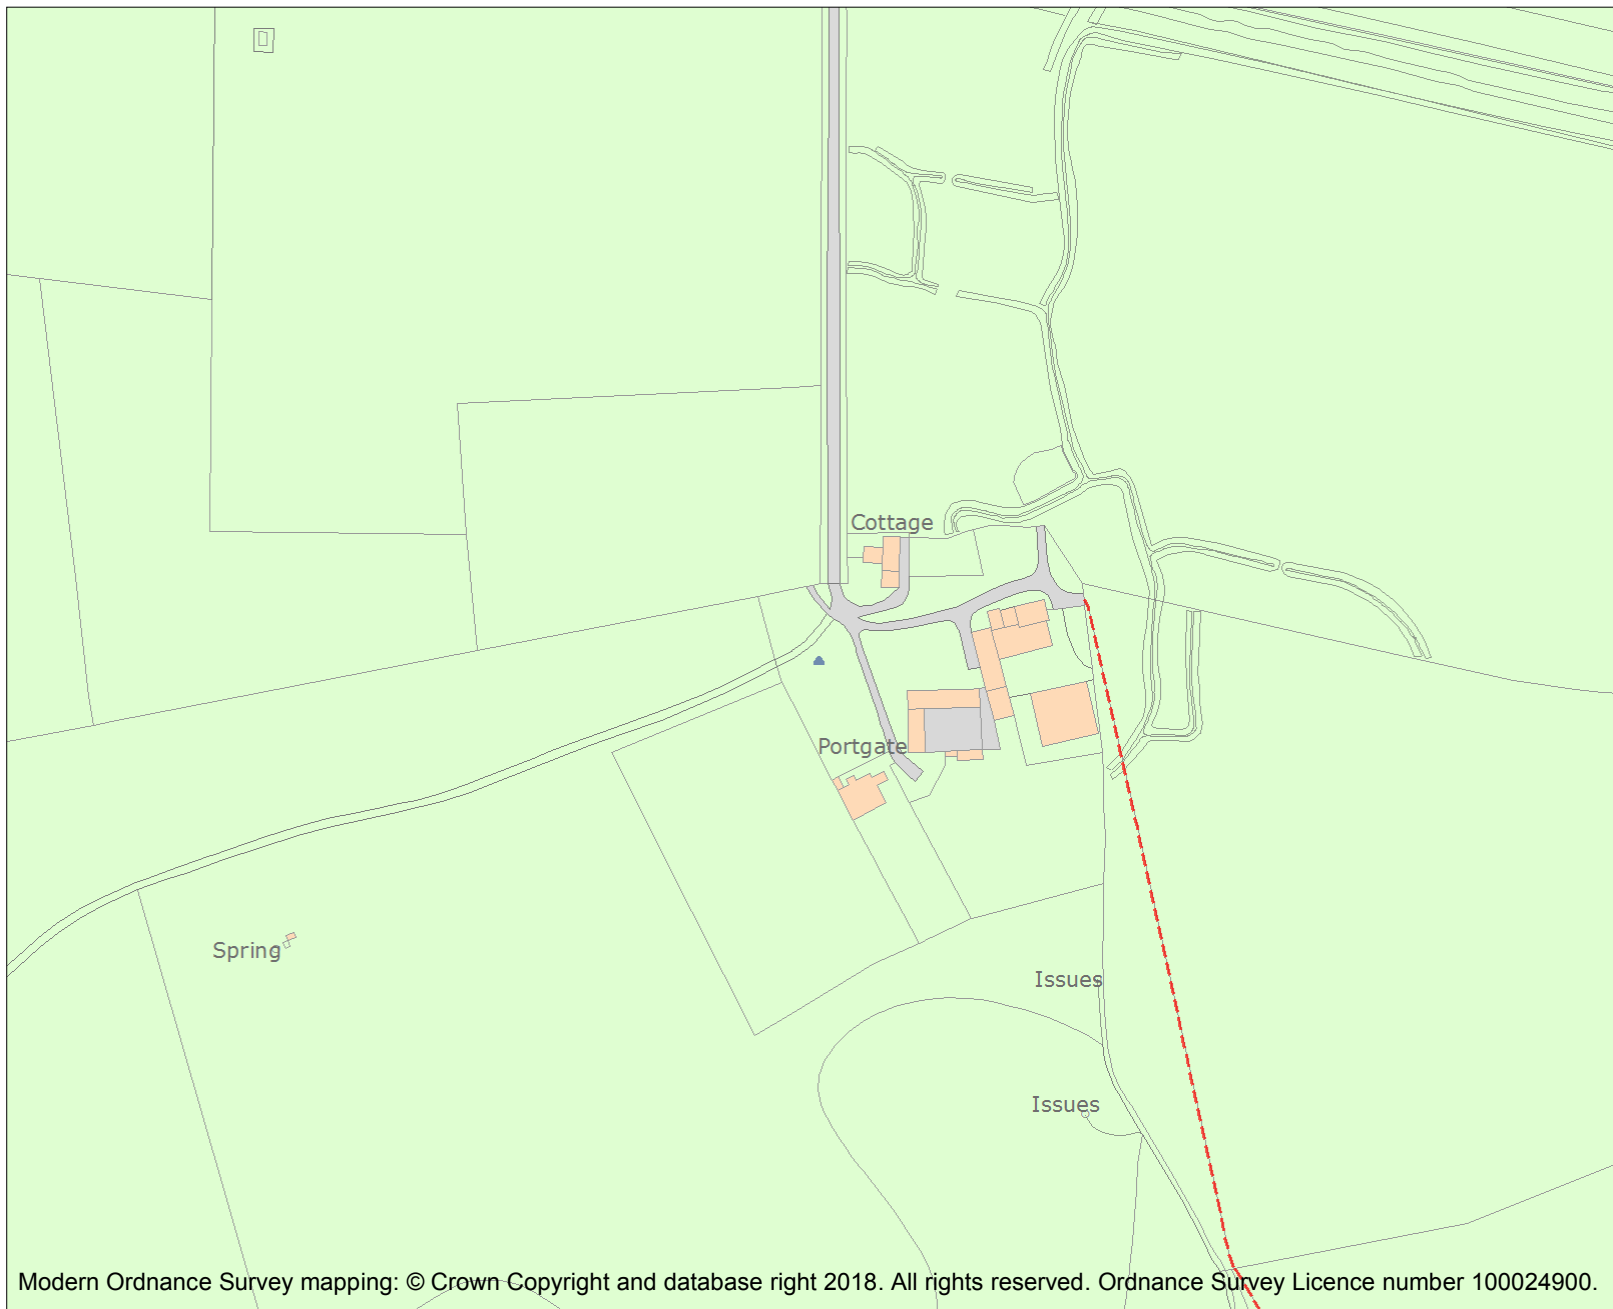 Cottage
Portgate
Spring
Issues
Issues
Modern Ordnance Survey mapping: © Crown Copyright and database right 2018. All rights reserved. Ordnance Survey Licence number 100024900.